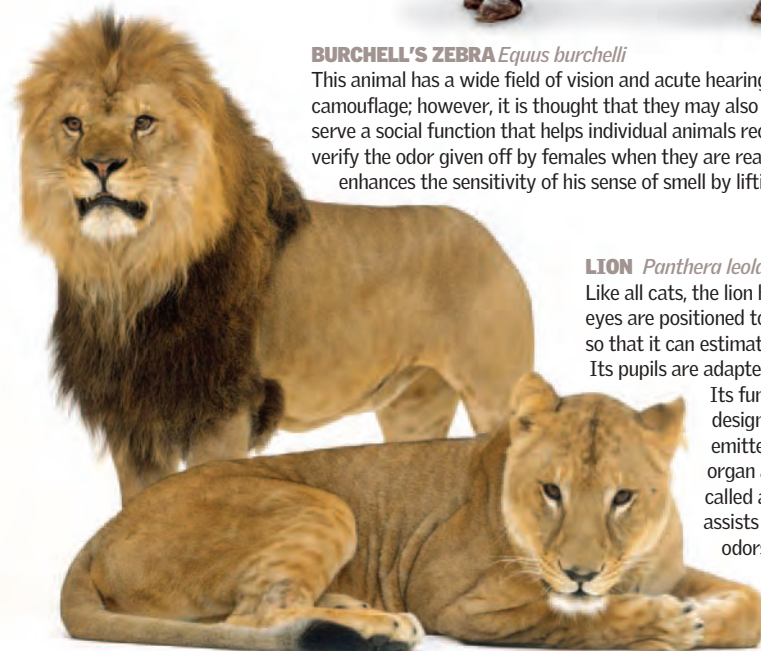 BURCHELL'S ZEBRA Equus burchelli
This animal has a wide field of vision and acute hearing
camouflage; however, it is thought that they may also
serve a social function that helps individual animals rec
verify the odor given off by females when they are rea
enhances the sensitivity of his sense of smell by lifti
LION Panthera leo
Like all cats, the lion
eyes are positioned to
so that it can estimat
Its pupils are adapte
Its fur
design
emitte
organ
called a
assists
odors